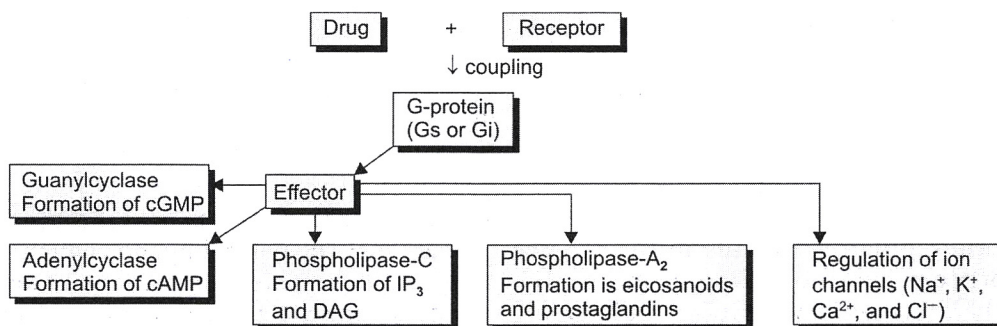 Drug + Receptor
↓ coupling
G-protein
(Gs or Gi)
Guanylcyclase
Formation of cGMP
Effector
Adenylcyclase
Formation of cAMP
Phospholipase-C
Formation of IP₃
and DAG
Phospholipase-A₂
Formation is eicosanoids
and prostaglandins
Regulation of ion
channels (Na⁺, K⁺,
Ca²⁺, and Cl⁻)